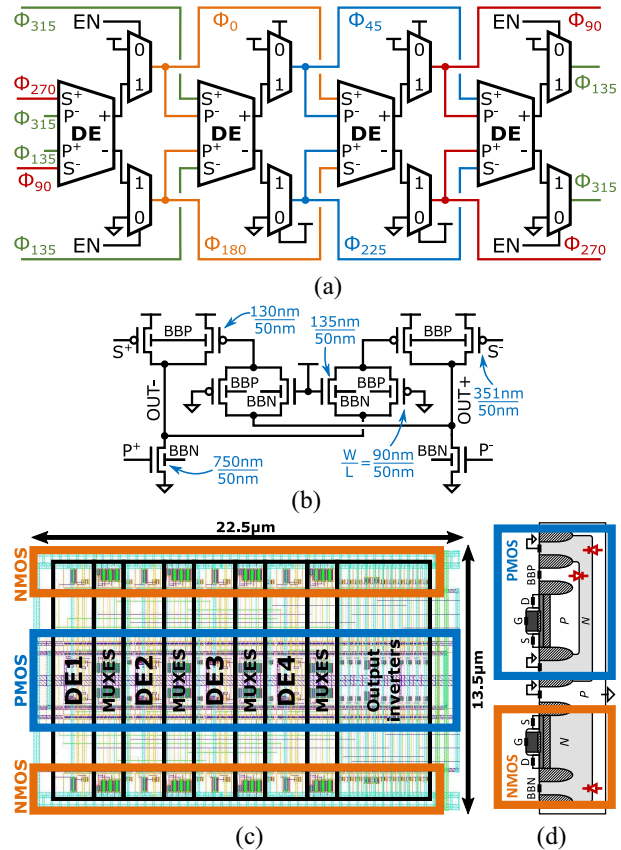 Φ315 EN Φ0 Φ45 Φ90
0 0 0 0
1 1 1 1
Φ135
Φ270
S+ S+ S+ S+
Φ315
P- + P- + P- + P- +
DE DE DE DE
Φ135
P+ - P+ - P+ - P+ -
S- S- S- S-
Φ90
1 1 1 1
Φ315
0 0 0 0
Φ135 EN Φ180 Φ225 EN Φ270
(a)
130nm
50nm
135nm
50nm
S+ BBP BBP S-
BBP BBP
351nm
50nm
BBN BBN
OUT- OUT+
P+ BBN BBN P-
750nm
50nm
W
L
=
90nm
50nm
(b)
22.5μm
NMOS
PMOS
DE1
MUXES
DE2
MUXES
DE3
MUXES
DE4
MUXES
Output
inverters
NMOS
13.5μm
(c)
PMOS
BBP
D
G
S
P
N
P
S
G
D
N
BBN
NMOS
(d)